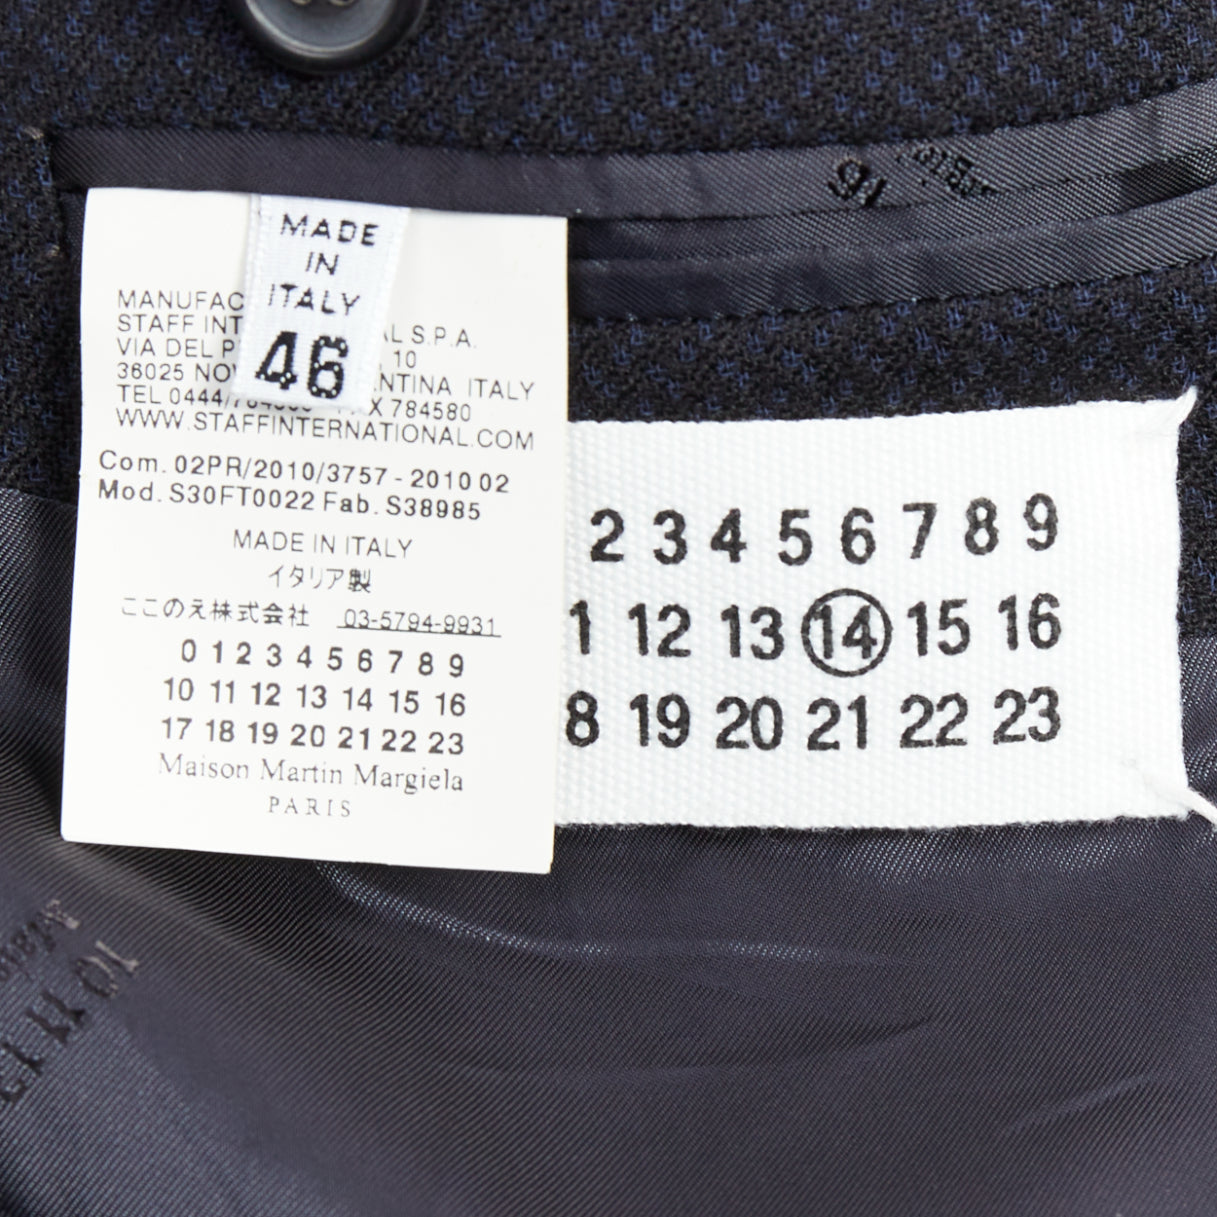 MADE
IN
ITALY
46
MANUFAC
STAFF INT AL S.P.A.
VIA DEL P 10
36025 NOV ANTINA ITALY
TEL 0444/ X 784580
WWW.STAFFINTERNATIONAL.COM
Com. 02PR/2010/3757 - 2010 02
Mod. S30FT0022 Fab. S38985
MADE IN ITALY
イタリア製
ここのえ株式会社 03-5794-9931
0 1 2 3 4 5 6 7 8 9
10 11 12 13 14 15 16
17 18 19 20 21 22 23
Maison Martin Margiela
PARIS
2 3 4 5 6 7 8 9
1 12 13 14 15 16
8 19 20 21 22 23
16
10 11 12